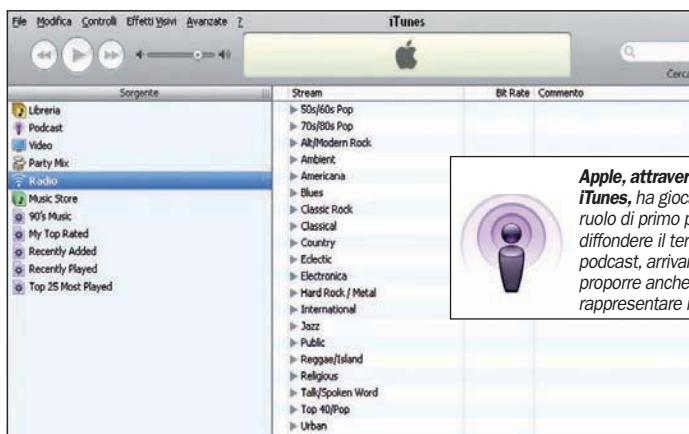 File Modifica Controlli Effetti Visivi Avanzate ?
iTunes
Sorgente
Libreria
Podcast
Video
Party Mix
Radio
Music Store
90's Music
My Top Rated
Recently Added
Recently Played
Top 25 Most Played
Stream Bit Rate Commento
50s/60s Pop
70s/80s Pop
Alt/Modern Rock
Ambient
Americana
Blues
Classic Rock
Classical
Country
Eclectic
Electronica
Hard Rock / Metal
International
Jazz
Public
Reggae/Island
Religious
Talk/Spoken Word
Top 40/Pop
Urban
Apple, attraver
iTunes, ha gioc
ruolo di primo p
diffondere il ter
podcast, arriva
proporre anche
rappresentare